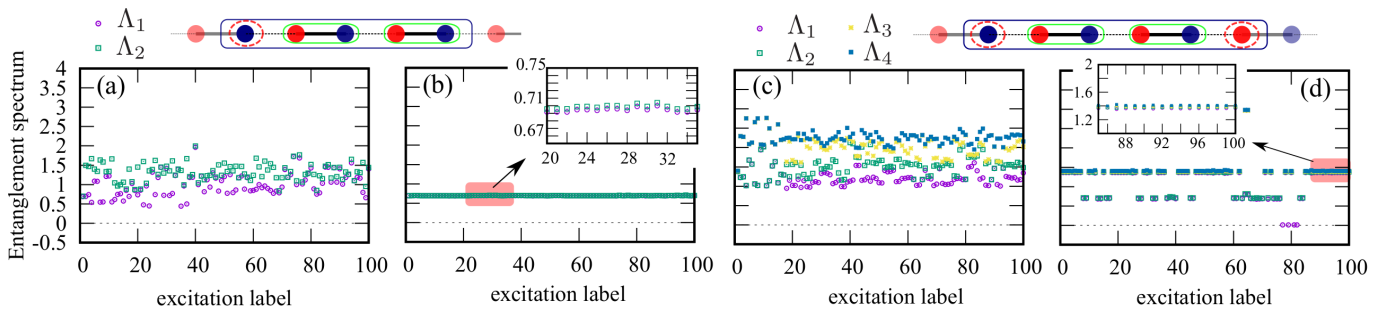 Λ₁
Λ₂
Λ₁ Λ₃
Λ₂ Λ₄
Entanglement spectrum
(a)
4
3.5
3
2.5
2
1.5
1
0.5
0
-0.5
0 20 40 60 80 100
excitation label
(b)
0.75
0.71
0.67
20 24 28 32
0 20 40 60 80 100
excitation label
(c)
0 20 40 60 80 100
excitation label
(d)
2
1.6
1.2
88 92 96 100
0 20 40 60 80 100
excitation label